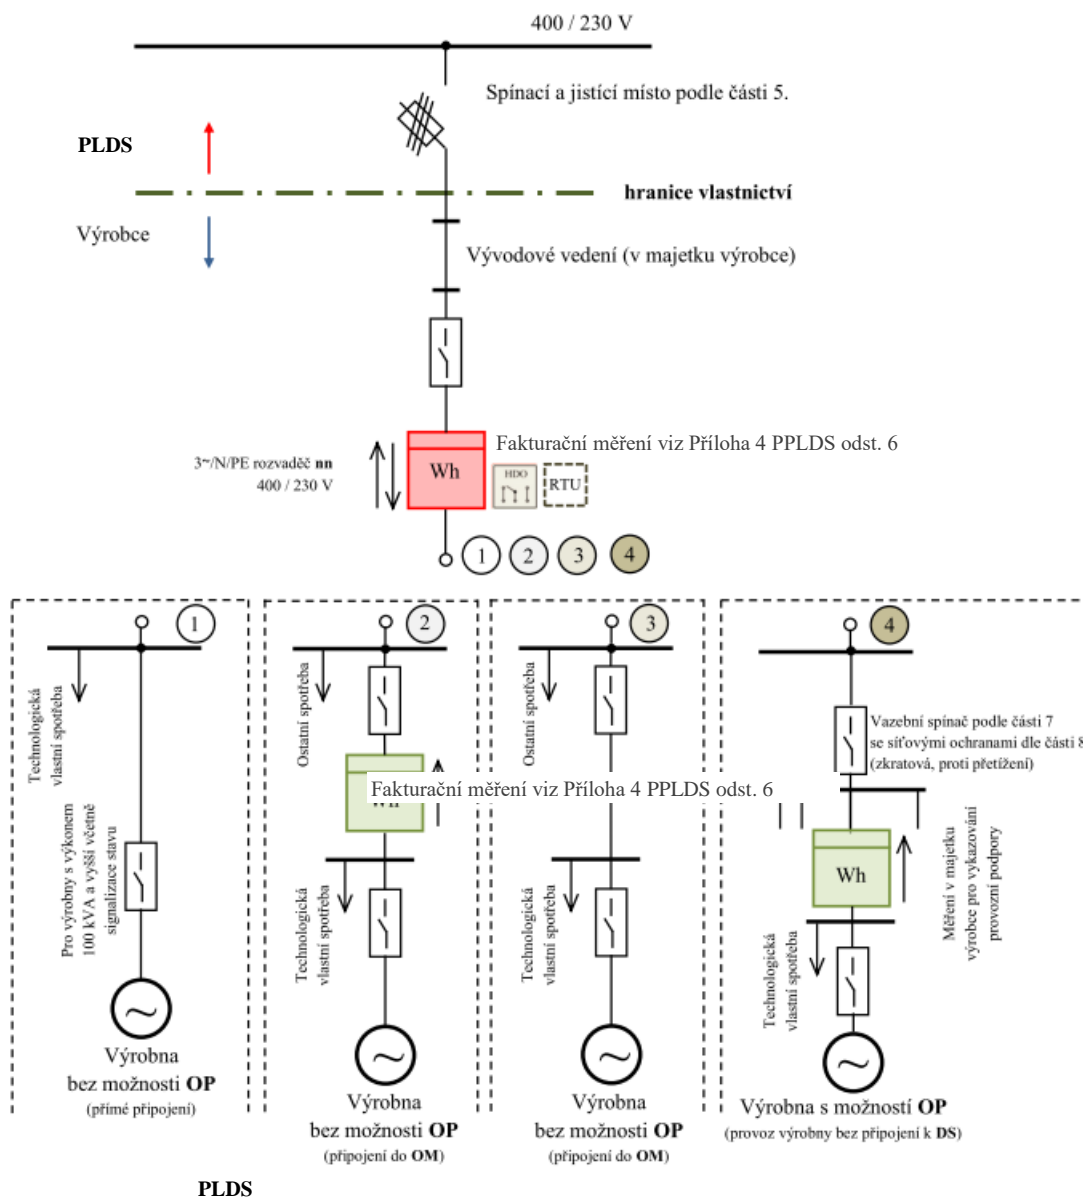 400 / 230 V
Spínací a jistící místo podle části 5.
PLDS
hranice vlastnictví
Výrobce
Vývodové vedení (v majetku výrobce)
Fakturační měření viz Příloha 4 PPLDS odst. 6
3~/N/PE rozvaděč nn
400 / 230 V
Wh
HDO
RTU
1
2
3
4
1
Technologická
vlastní spotřeba
Pro výrobny s výkonem
100 kVA a vyšší včetně
signalizace stavu
Výrobna
bez možnosti OP
(přímé připojení)
2
Ostatní spotřeba
Fakturační měření viz Příloha 4 PPLDS odst. 6
Technologická
vlastní spotřeba
Výrobna
bez možnosti OP
(připojení do OM)
3
Ostatní spotřeba
Technologická
vlastní spotřeba
Výrobna
bez možnosti OP
(připojení do OM)
4
Vazební spínač podle části 7
se síťovými ochranami dle části 8
(zkratová, proti přetížení)
Wh
Měření v majetku
výrobce pro vykazování
provozní podpory
Technologická
vlastní spotřeba
Výrobna s možností OP
(provoz výrobny bez připojení k DS)
PLDS